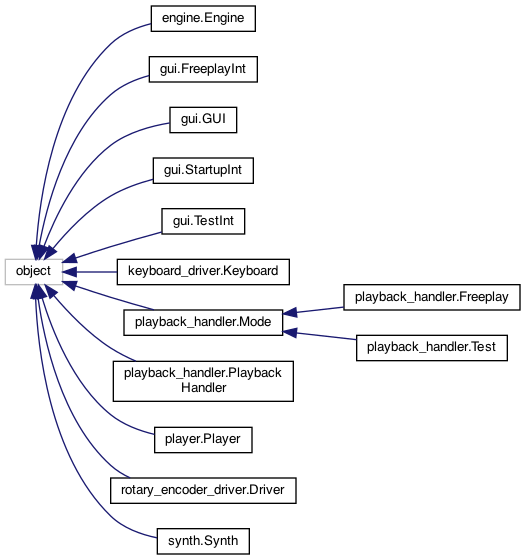 engine.Engine
gui.FreeplayInt
gui.GUI
gui.StartupInt
gui.TestInt
object
keyboard_driver.Keyboard
playback_handler.Freeplay
playback_handler.Mode
playback_handler.Test
playback_handler.Playback
Handler
player.Player
rotary_encoder_driver.Driver
synth.Synth